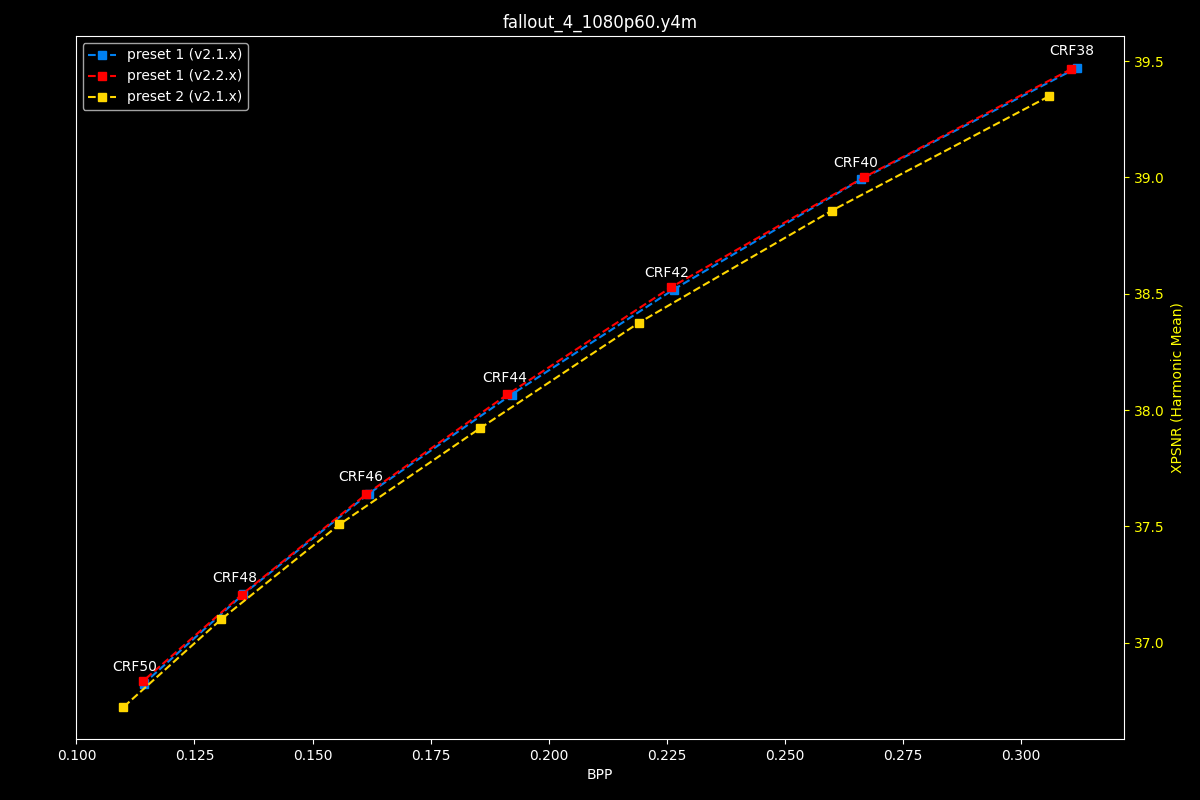 fallout_4_1080p60.y4m
preset 1 (v2.1.x)
preset 1 (v2.2.x)
preset 2 (v2.1.x)
CRF38
CRF40
CRF42
CRF44
CRF46
CRF48
CRF50
39.5
39.0
38.5
38.0
37.5
37.0
XPSNR (Harmonic Mean)
0.100 0.125 0.150 0.175 0.200 0.225 0.250 0.275 0.300
BPP